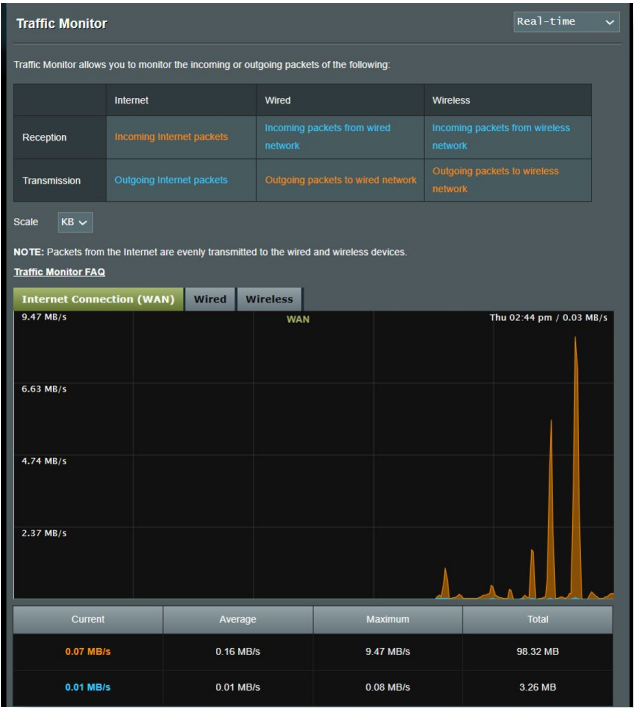 Traffic Monitor
Real-time
Traffic Monitor allows you to monitor the incoming or outgoing packets of the following:
Internet Wired Wireless
Reception Incoming Internet packets Incoming packets from wired network Incoming packets from wireless network
Transmission Outgoing Internet packets Outgoing packets to wired network Outgoing packets to wireless network
Scale KB
NOTE: Packets from the Internet are evenly transmitted to the wired and wireless devices.
Traffic Monitor FAQ
Internet Connection (WAN) Wired Wireless
9.47 MB/s WAN Thu 02:44 pm / 0.03 MB/s
6.63 MB/s
4.74 MB/s
2.37 MB/s
Current Average Maximum Total
0.07 MB/s 0.16 MB/s 9.47 MB/s 98.32 MB
0.01 MB/s 0.01 MB/s 0.08 MB/s 3.26 MB